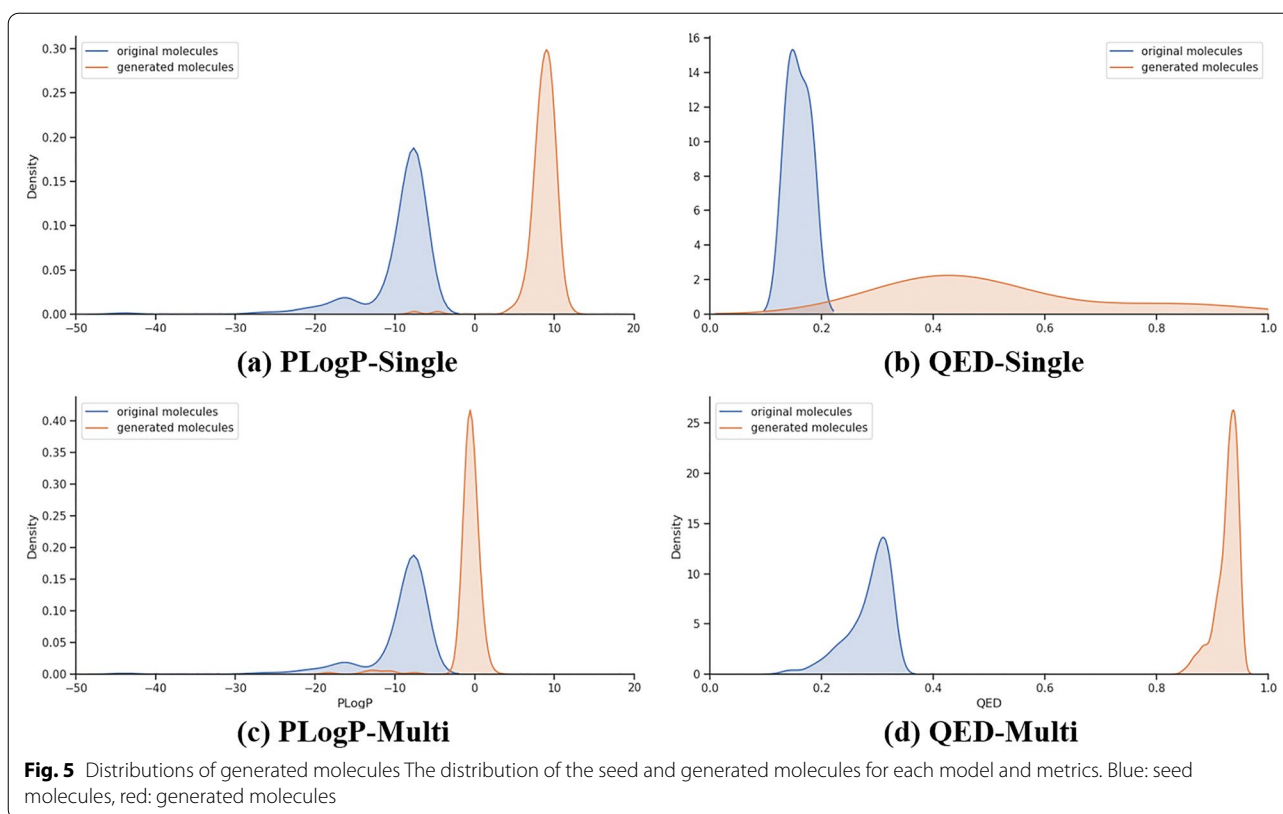 original molecules
generated molecules
0.30
0.25
0.20
0.15
0.10
0.05
0.00
Density
−50 −40 −30 −20 −10 0 10 20
(a) PLogP-Single
original molecules
generated molecules
16
14
12
10
8
6
4
2
0
0.0 0.2 0.4 0.6 0.8 1.0
(b) QED-Single
original molecules
generated molecules
0.40
0.35
0.30
0.25
0.20
0.15
0.10
0.05
0.00
Density
−50 −40 −30 −20 −10 0 10 20
PLogP
(c) PLogP-Multi
original molecules
generated molecules
25
20
15
10
5
0
Density
0.0 0.2 0.4 0.6 0.8 1.0
QED
(d) QED-Multi
Fig. 5 Distributions of generated molecules The distribution of the seed and generated molecules for each model and metrics. Blue: seed
molecules, red: generated molecules